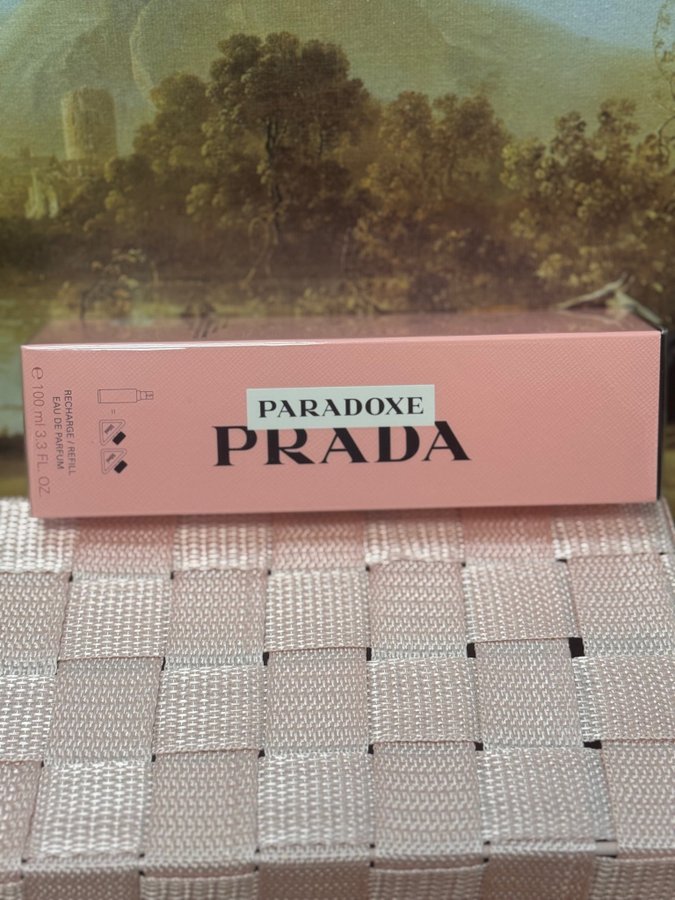 PARADOXE
PRADA
RECHARGE / REFILL
EAU DE PARFUM
℮ 100 ml 3.3 FL. OZ.